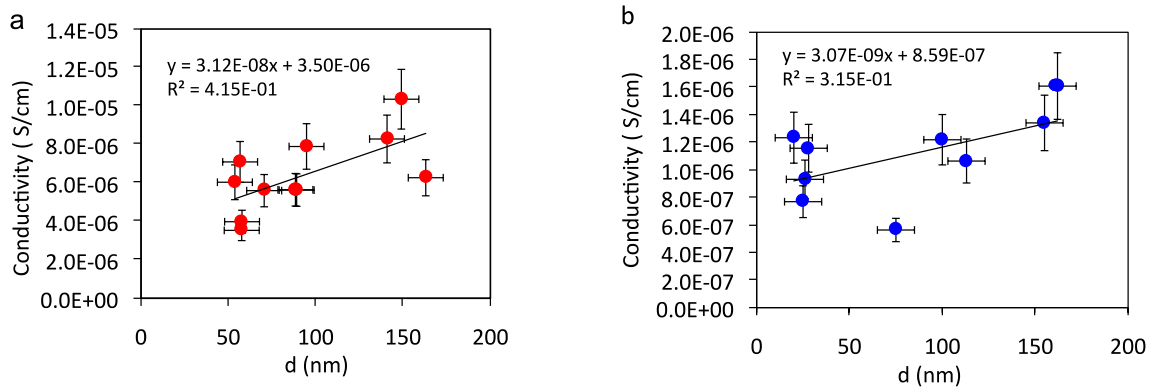 a
1.4E-05
1.2E-05
1.0E-05
8.0E-06
6.0E-06
4.0E-06
2.0E-06
0.0E+00
Conductivity ( S/cm)
y = 3.12E-08x + 3.50E-06
R² = 4.15E-01
0 50 100 150 200
d (nm)
b
2.0E-06
1.8E-06
1.6E-06
1.4E-06
1.2E-06
1.0E-06
8.0E-07
6.0E-07
4.0E-07
2.0E-07
0.0E+00
Conductivity ( S/cm)
y = 3.07E-09x + 8.59E-07
R² = 3.15E-01
0 50 100 150 200
d (nm)